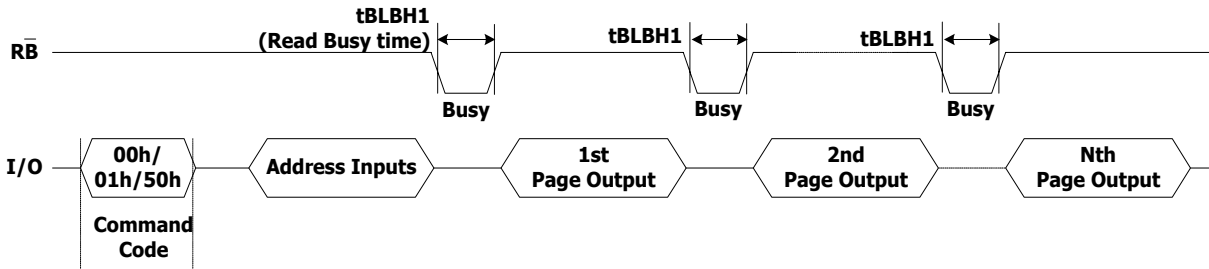 tBLBH1
(Read Busy time)
tBLBH1
tBLBH1
RB̅
Busy
Busy
Busy
I/O
00h/
01h/50h
Address Inputs
1st
Page Output
2nd
Page Output
Nth
Page Output
Command
Code